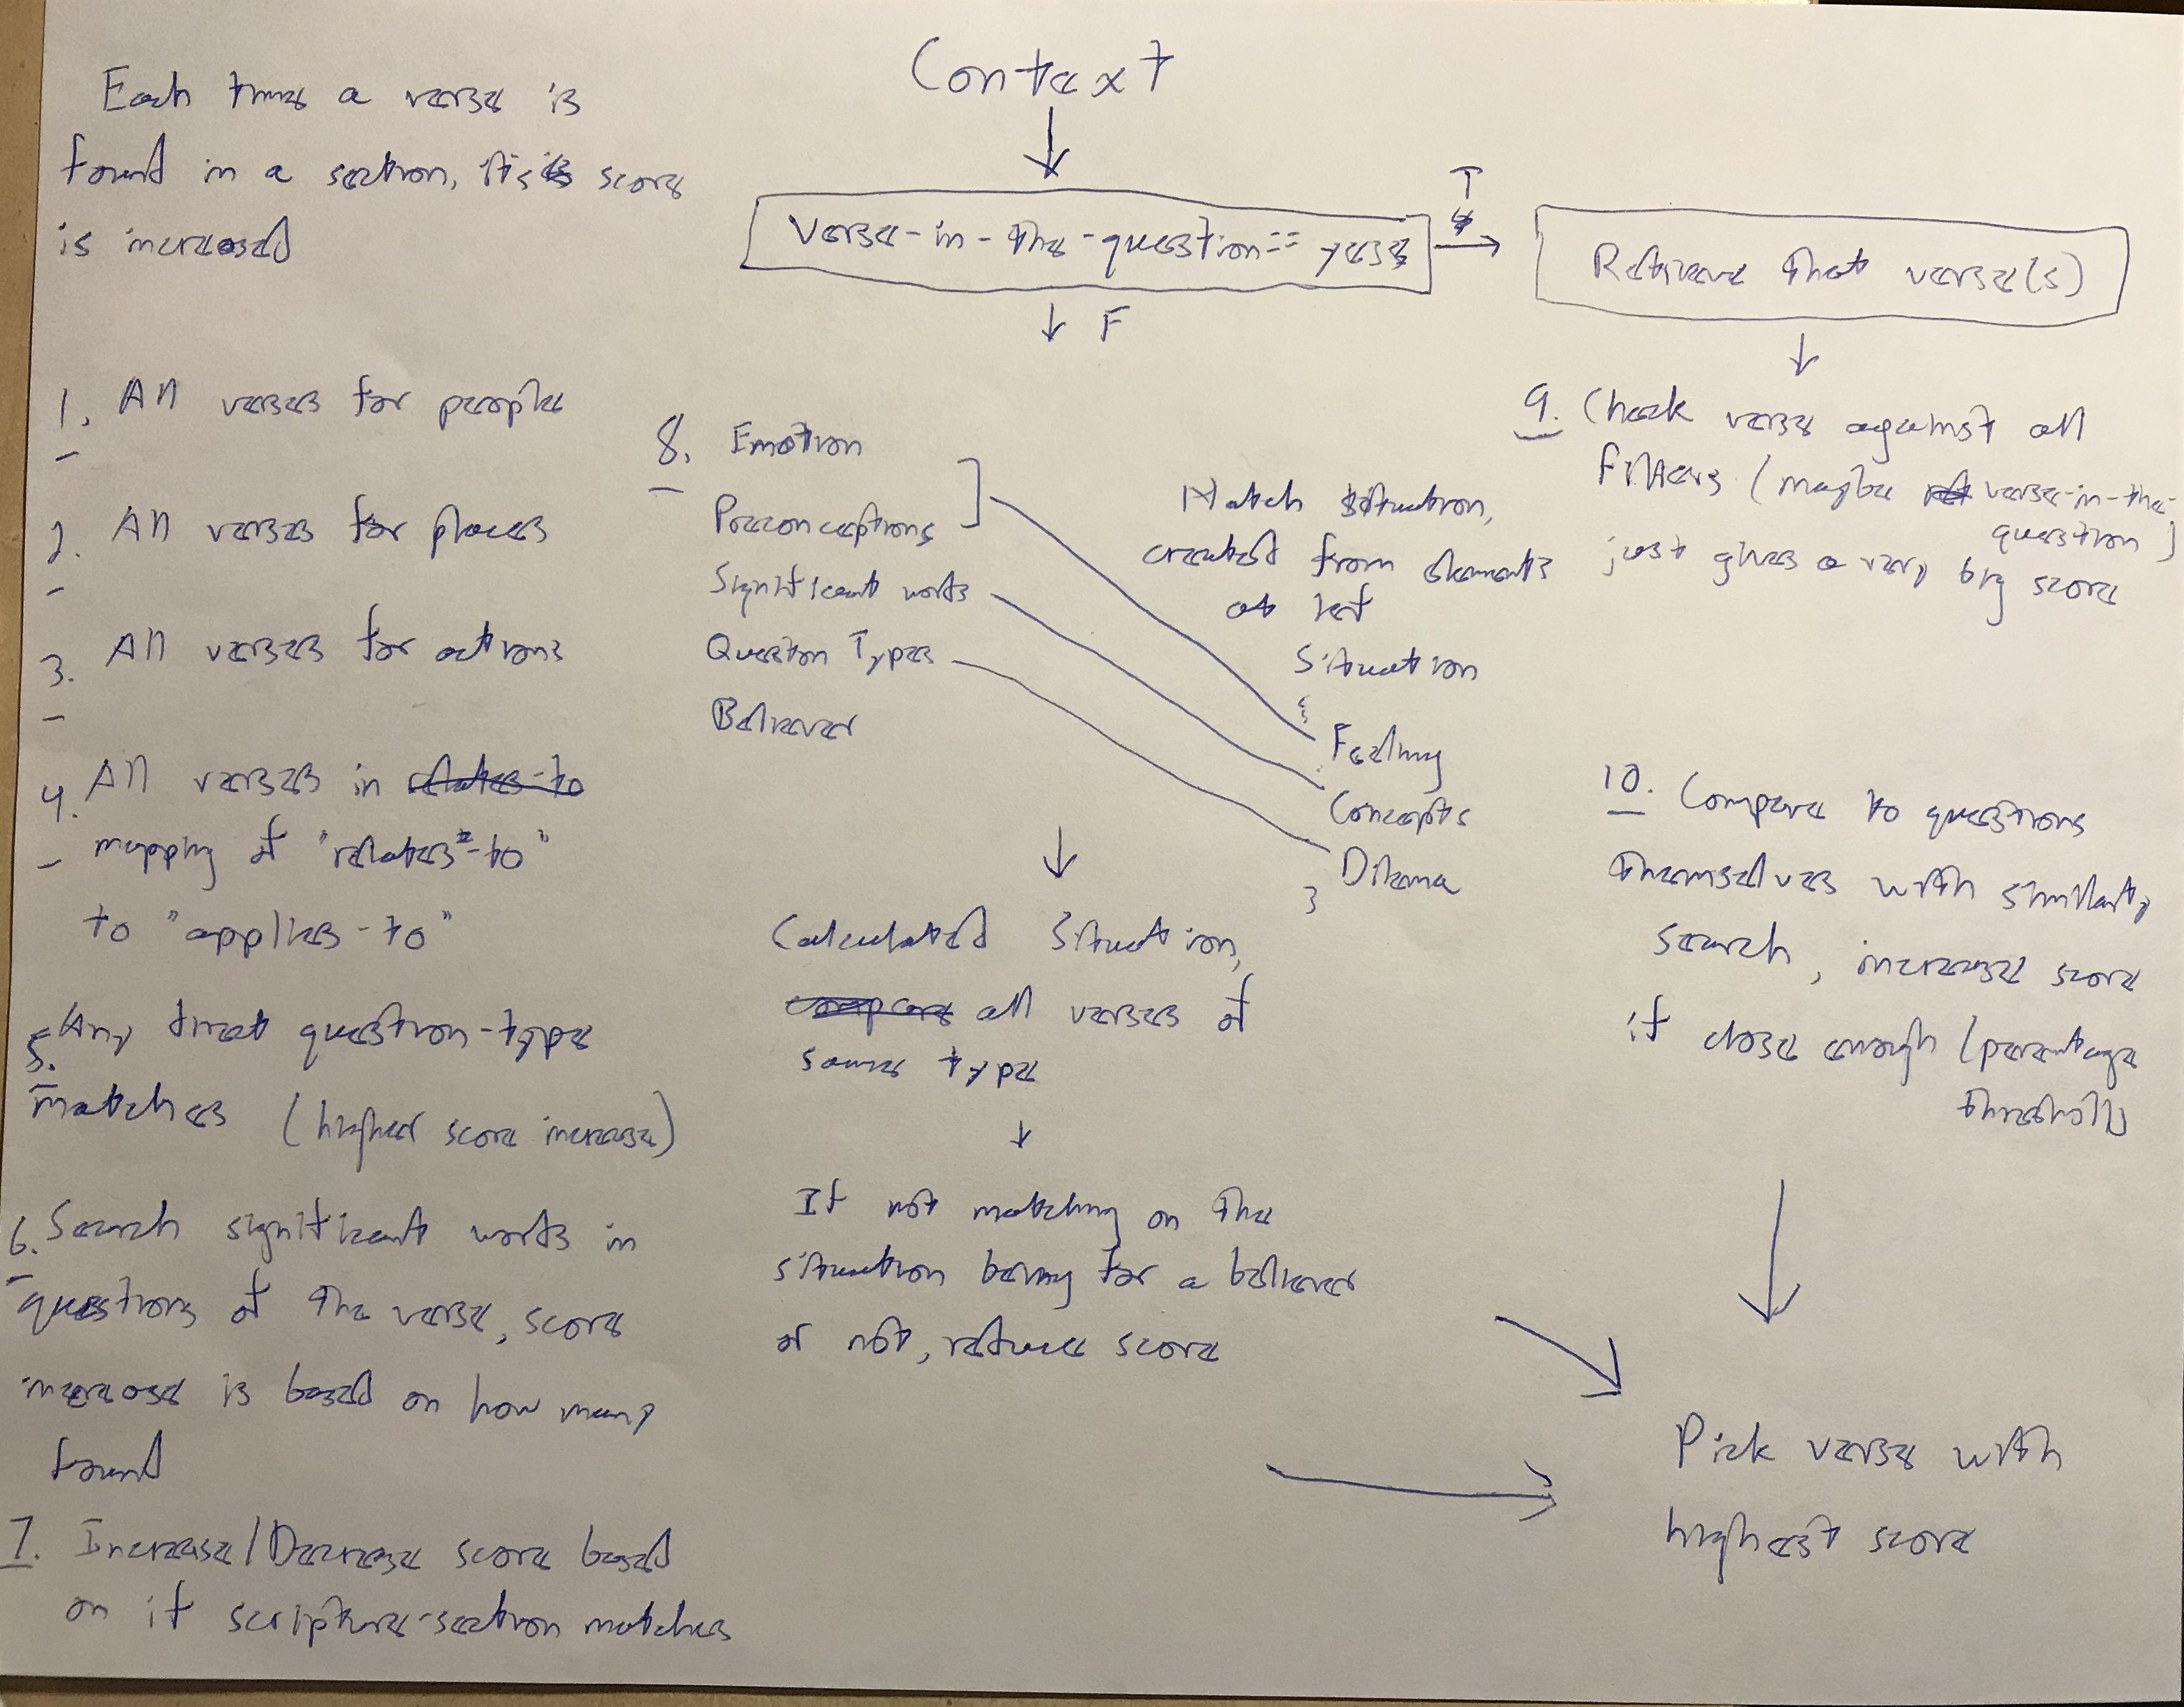 Context
Each time a verse is
found in a section, its score
is increased
Verse-in-the-question == yes
T
Retrieve that verse(s)
F
1. All verses for people
2. All verses for places
3. All verses for actions
4. All verses in relates-to
mapping of "relates-to"
to "applies-to"
5. Any direct question-type
matches (higher score increase)
6. Search significant words in
questions of the verse, score
increase is based on how many
found
7. Increase/Decrease score based
on if scripture-section matches
8. Emotion
Preconceptions
Significant words
Question Types
Believer
Match situation,
created from elements
at left
Situation
{
Feeling
Concepts
Dilema
}
Calculated Situation,
compare all verses of
same type
If not matching on the
situation being for a believer
or not, reduce score
9. Check verse against all
filters (maybe verse-in-the-
question)
just gives a very big score
10. Compare to questions
themselves with similarity
search, increase score
if close enough (percentage
threshold)
Pick verse with
highest score